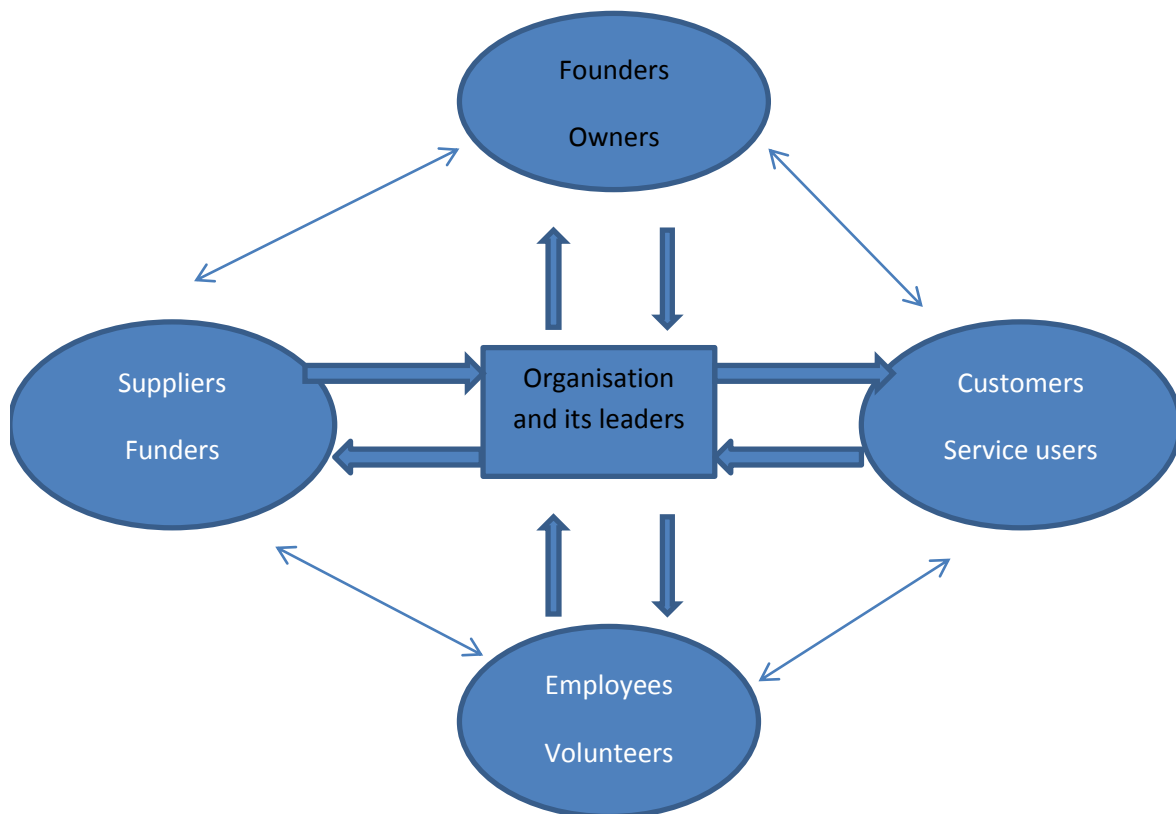 Founders
Owners
Suppliers
Funders
Organisation
and its leaders
Customers
Service users
Employees
Volunteers